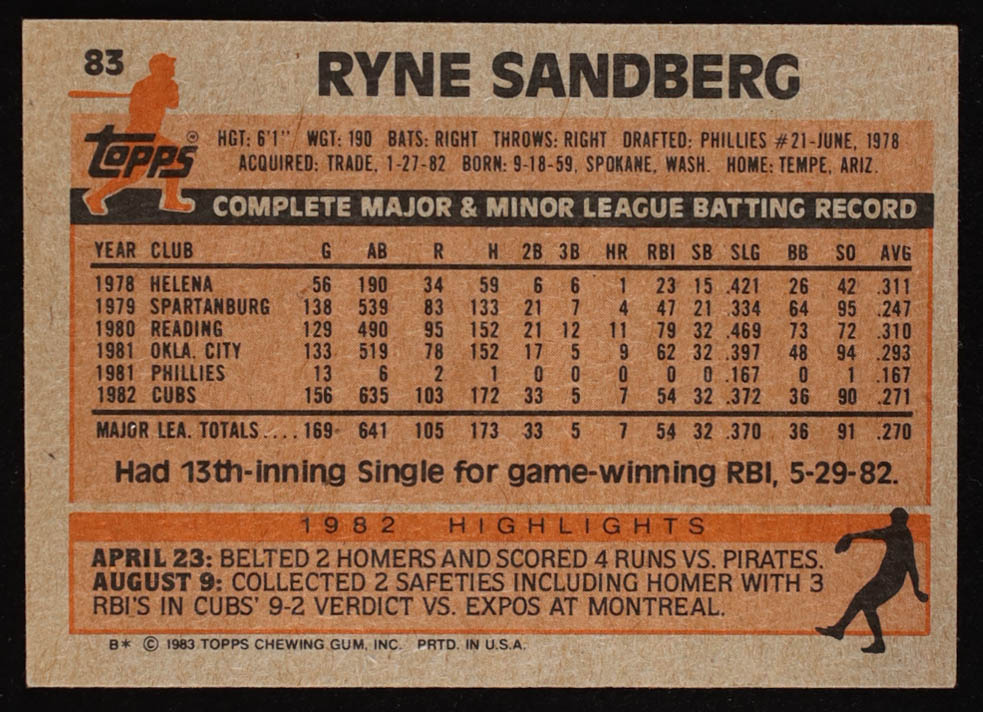 83
RYNE SANDBERG
topps ®
HGT: 6'1" WGT: 190 BATS: RIGHT THROWS: RIGHT DRAFTED: PHILLIES #21-JUNE, 1978
ACQUIRED: TRADE, 1-27-82 BORN: 9-18-59, SPOKANE, WASH. HOME: TEMPE, ARIZ.
COMPLETE MAJOR & MINOR LEAGUE BATTING RECORD
YEAR CLUB G AB R H 2B 3B HR RBI SB SLG BB SO AVG
1978 HELENA 56 190 34 59 6 6 1 23 15 .421 26 42 .311
1979 SPARTANBURG 138 539 83 133 21 7 4 47 21 .334 64 95 .247
1980 READING 129 490 95 152 21 12 11 79 32 .469 73 72 .310
1981 OKLA. CITY 133 519 78 152 17 5 9 62 32 .397 48 94 .293
1981 PHILLIES 13 6 2 1 0 0 0 0 0 .167 0 1 .167
1982 CUBS 156 635 103 172 33 5 7 54 32 .372 36 90 .271
MAJOR LEA. TOTALS.... 169 641 105 173 33 5 7 54 32 .370 36 91 .270
Had 13th-inning Single for game-winning RBI, 5-29-82.
1982 HIGHLIGHTS
APRIL 23: BELTED 2 HOMERS AND SCORED 4 RUNS VS. PIRATES.
AUGUST 9: COLLECTED 2 SAFETIES INCLUDING HOMER WITH 3
RBI'S IN CUBS' 9-2 VERDICT VS. EXPOS AT MONTREAL.
B* © 1983 TOPPS CHEWING GUM, INC. PRTD. IN U.S.A.